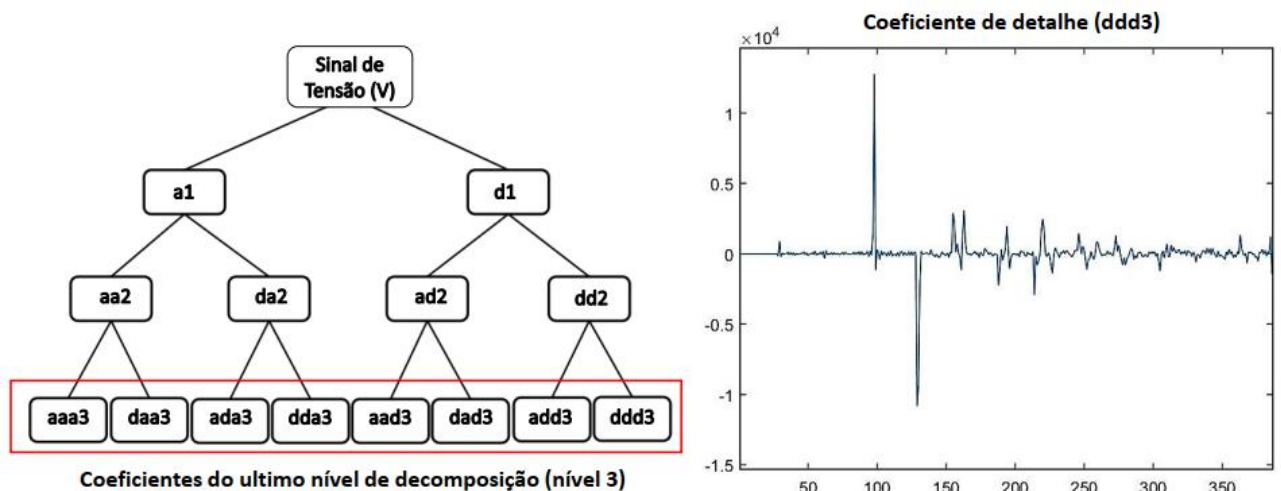 Sinal de
Tensão (V)
a1
d1
aa2
da2
ad2
dd2
aaa3
daa3
ada3
dda3
aad3
dad3
add3
ddd3
Coeficientes do ultimo nível de decomposição (nível 3)
Coeficiente de detalhe (ddd3)
×10⁴
1
0.5
0
-0.5
-1
-1.5
50
100
150
200
250
300
350